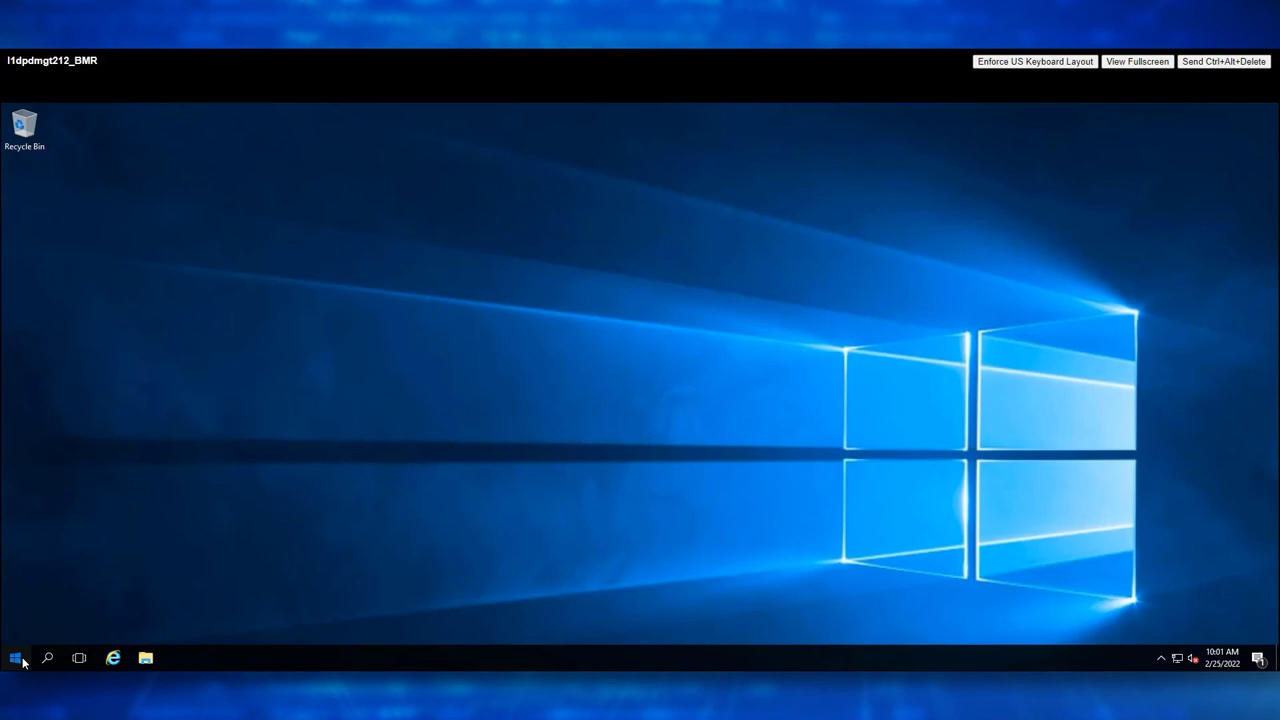 l1dpdmgt212_BMR
Enforce US Keyboard Layout
View Fullscreen
Send Ctrl+Alt+Delete
Recycle Bin
10:01 AM
2/25/2022
1